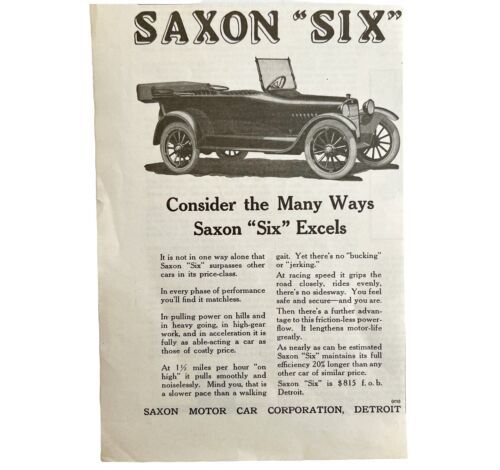 SAXON "SIX"
Consider the Many Ways
Saxon "Six" Excels
It is not in one way alone that
Saxon "Six" surpasses other
cars in its price-class.
In every phase of performance
you'll find it matchless.
In pulling power on hills and
in heavy going, in high-gear
work, and in acceleration it is
fully as able-acting a car as
those of costly price.
At 1½ miles per hour "on
high" it pulls smoothly and
noiselessly. Mind you, that is
a slower pace than a walking
gait. Yet there's no "bucking"
or "jerking."
At racing speed it grips the
road closely, rides evenly,
there's no sidesway. You feel
safe and secure—and you are.
Then there's a further advan-
tage to this friction-less power-
flow. It lengthens motor-life
greatly.
As nearly as can be estimated
Saxon "Six" maintains its full
efficiency 20% longer than any
other car of similar price.
Saxon "Six" is $815 f. o. b.
Detroit.
SAXON MOTOR CAR CORPORATION, DETROIT